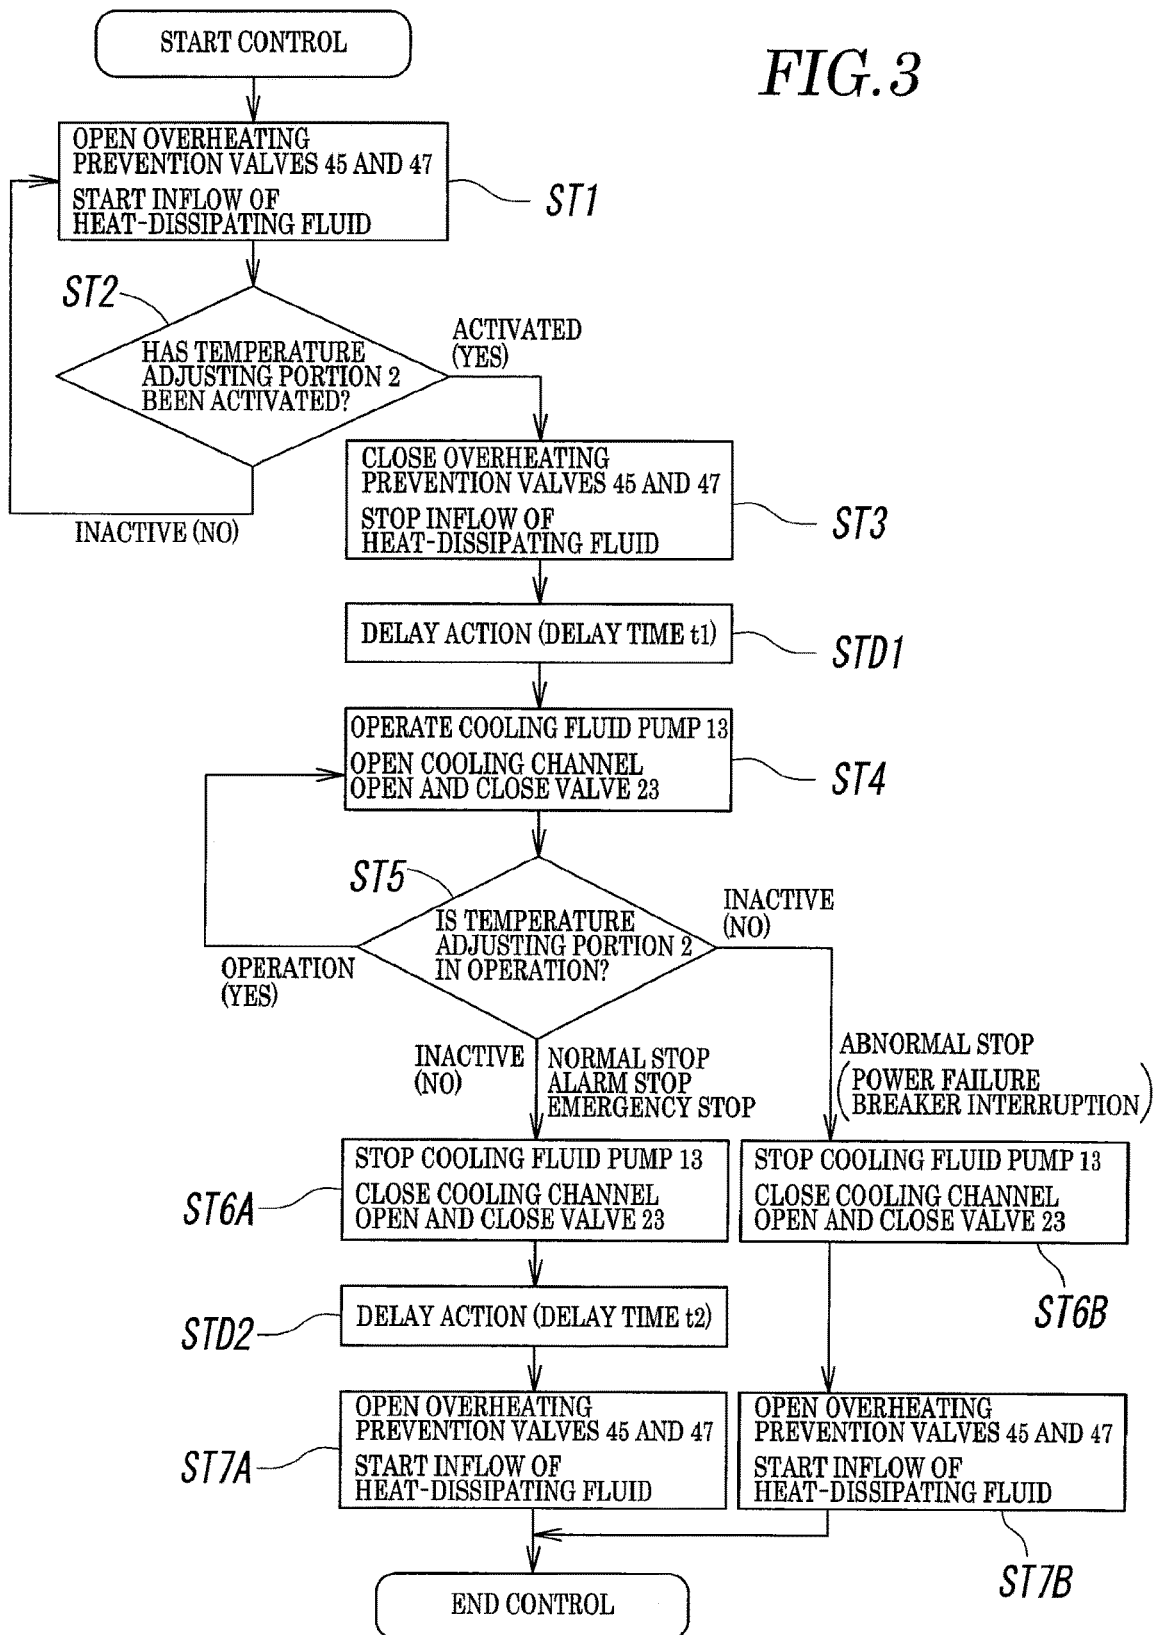 FIG.3
START CONTROL
OPEN OVERHEATING
PREVENTION VALVES 45 AND 47
START INFLOW OF
HEAT-DISSIPATING FLUID
ST1
ST2
HAS TEMPERATURE
ADJUSTING PORTION 2
BEEN ACTIVATED?
ACTIVATED
(YES)
INACTIVE (NO)
CLOSE OVERHEATING
PREVENTION VALVES 45 AND 47
STOP INFLOW OF
HEAT-DISSIPATING FLUID
ST3
DELAY ACTION (DELAY TIME t1)
STD1
OPERATE COOLING FLUID PUMP 13
OPEN COOLING CHANNEL
OPEN AND CLOSE VALVE 23
ST4
ST5
IS TEMPERATURE
ADJUSTING PORTION 2
IN OPERATION?
OPERATION
(YES)
INACTIVE
(NO)
INACTIVE
(NO)
NORMAL STOP
ALARM STOP
EMERGENCY STOP
ABNORMAL STOP
(POWER FAILURE
BREAKER INTERRUPTION)
STOP COOLING FLUID PUMP 13
CLOSE COOLING CHANNEL
OPEN AND CLOSE VALVE 23
ST6A
STOP COOLING FLUID PUMP 13
CLOSE COOLING CHANNEL
OPEN AND CLOSE VALVE 23
ST6B
DELAY ACTION (DELAY TIME t2)
STD2
OPEN OVERHEATING
PREVENTION VALVES 45 AND 47
START INFLOW OF
HEAT-DISSIPATING FLUID
ST7A
OPEN OVERHEATING
PREVENTION VALVES 45 AND 47
START INFLOW OF
HEAT-DISSIPATING FLUID
ST7B
END CONTROL